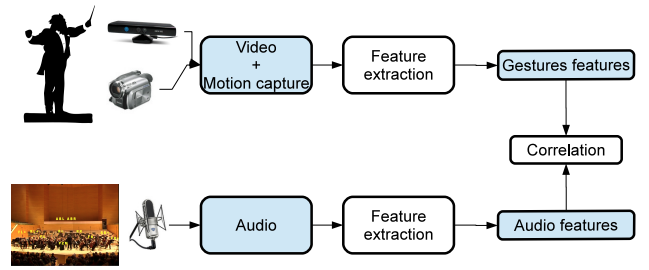 Video
+
Motion capture
Feature
extraction
Gestures features
Correlation
Audio
Feature
extraction
Audio features